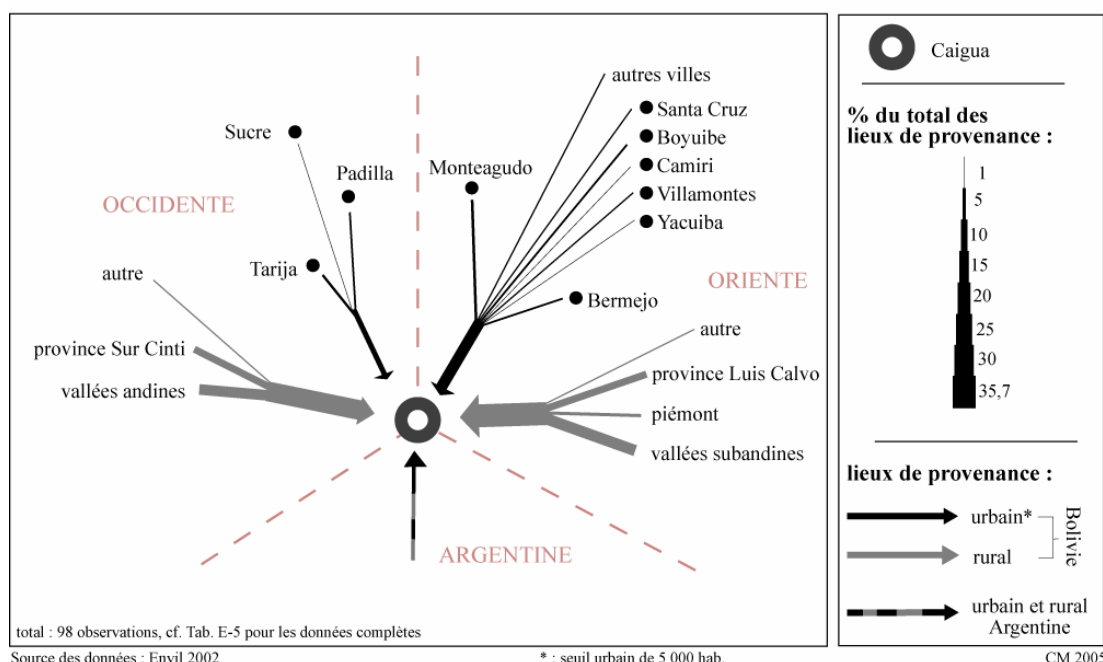 autres villes
Santa Cruz
Sucre
Boyuibe
Padilla
Monteagudo
Camiri
OCCIDENTE
Villamontes
Yacuiba
Tarija
autre
ORIENTE
Bermejo
autre
province Sur Cinti
province Luis Calvo
vallées andines
piémont
vallées subandines
ARGENTINE
total : 98 observations, cf. Tab. E-5 pour les données complètes
Caigua
% du total des
lieux de provenance :
1
5
10
15
20
25
30
35,7
lieux de provenance :
urbain*
rural
Bolivie
urbain et rural
Argentine
Source des données : Envil 2002
* : seuil urbain de 5 000 hab.
CM 2005